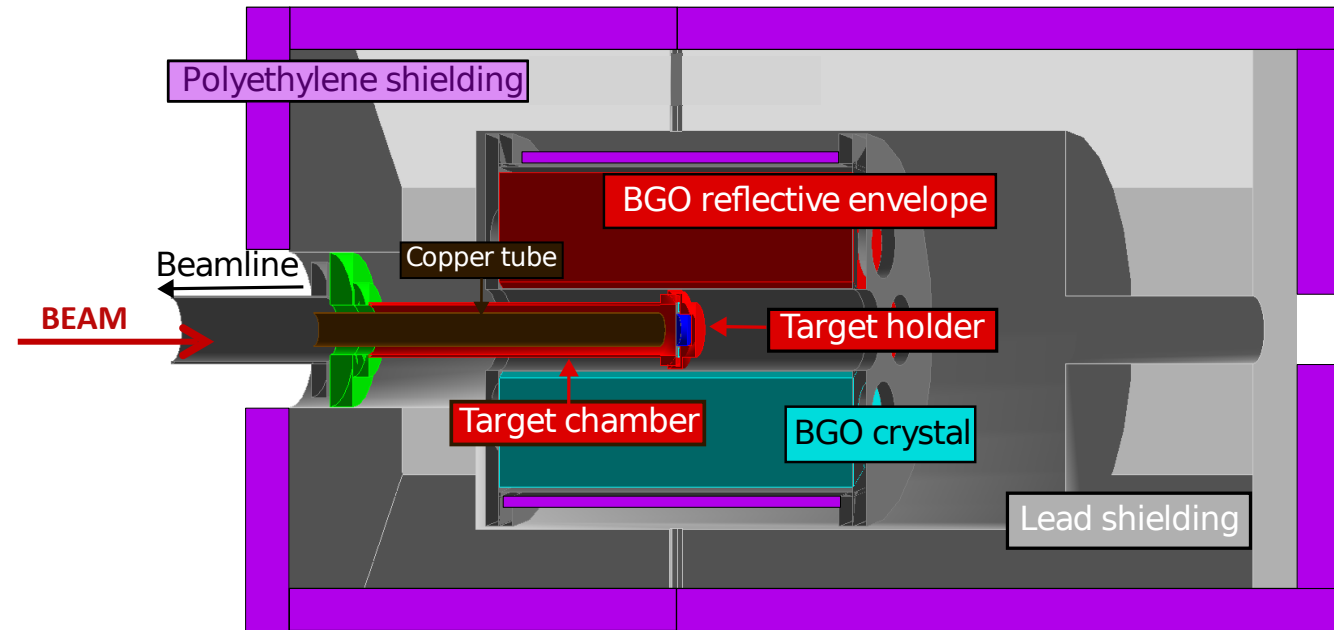 Polyethylene shielding
BGO reflective envelope
Copper tube
Beamline
BEAM
Target holder
Target chamber
BGO crystal
Lead shielding